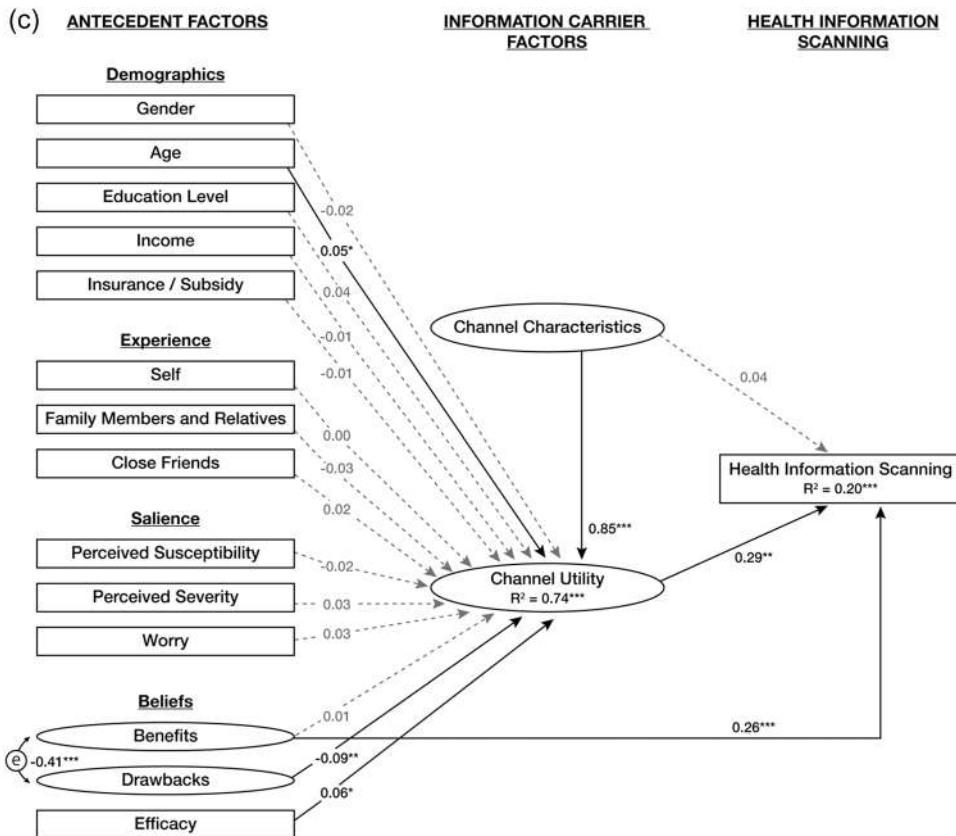 (c)
ANTECEDENT FACTORS
INFORMATION CARRIER
FACTORS
HEALTH INFORMATION
SCANNING
Demographics
Gender
Age
Education Level
Income
Insurance / Subsidy
-0.02
0.05*
0.04
-0.01
-0.01
Experience
Self
Family Members and Relatives
Close Friends
0.00
-0.03
0.02
Salience
Perceived Susceptibility
Perceived Severity
Worry
-0.02
0.03
0.03
Beliefs
Benefits
Drawbacks
Efficacy
e
-0.41***
0.01
-0.09**
0.06*
Channel Characteristics
0.04
0.85***
Channel Utility
R² = 0.74***
0.29**
0.26***
Health Information Scanning
R² = 0.20***